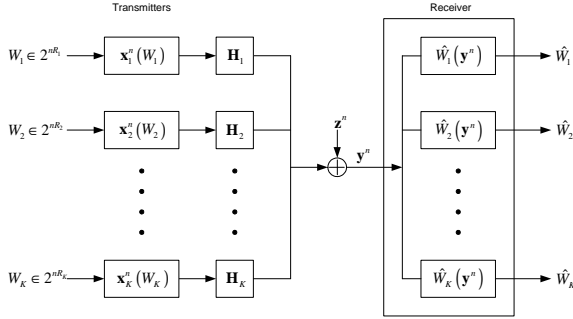 Transmitters Receiver
W_1 ∈ 2^{nR_1} x_1^n(W_1) H_1 Ŵ_1(y^n) Ŵ_1
W_2 ∈ 2^{nR_2} x_2^n(W_2) H_2 Ŵ_2(y^n) Ŵ_2
z^n
y^n
W_K ∈ 2^{nR_K} x_K^n(W_K) H_K Ŵ_K(y^n) Ŵ_K